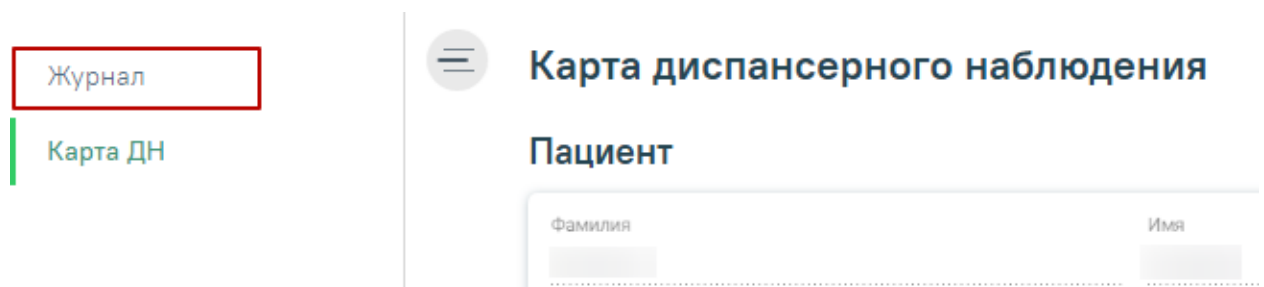 Журнал
Карта ДН
Карта диспансерного наблюдения
Пациент
Фамилия
Имя